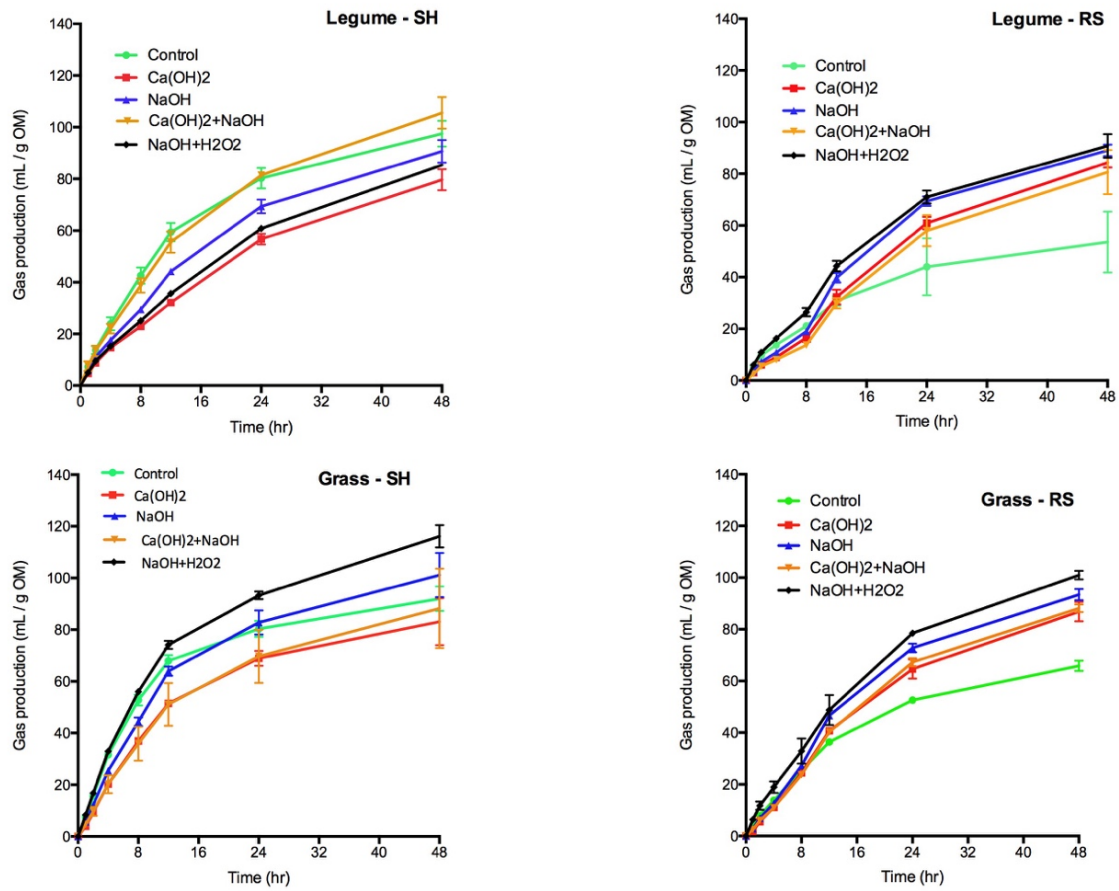 Legume - SH
Control
Ca(OH)2
NaOH
Ca(OH)2+NaOH
NaOH+H2O2
Gas production (mL / g OM)
140
120
100
80
60
40
20
0
0 8 16 24 32 40 48
Time (hr)
Legume - RS
Control
Ca(OH)2
NaOH
Ca(OH)2+NaOH
NaOH+H2O2
Gas production (mL / g OM)
140
120
100
80
60
40
20
0
0 8 16 24 32 40 48
Time (hr)
Grass - SH
Control
Ca(OH)2
NaOH
Ca(OH)2+NaOH
NaOH+H2O2
Gas production (mL / g OM)
140
120
100
80
60
40
20
0
0 8 16 24 32 40 48
Time (hr)
Grass - RS
Control
Ca(OH)2
NaOH
Ca(OH)2+NaOH
NaOH+H2O2
Gas production (mL / g OM)
140
120
100
80
60
40
20
0
0 8 16 24 32 40 48
Time (hr)